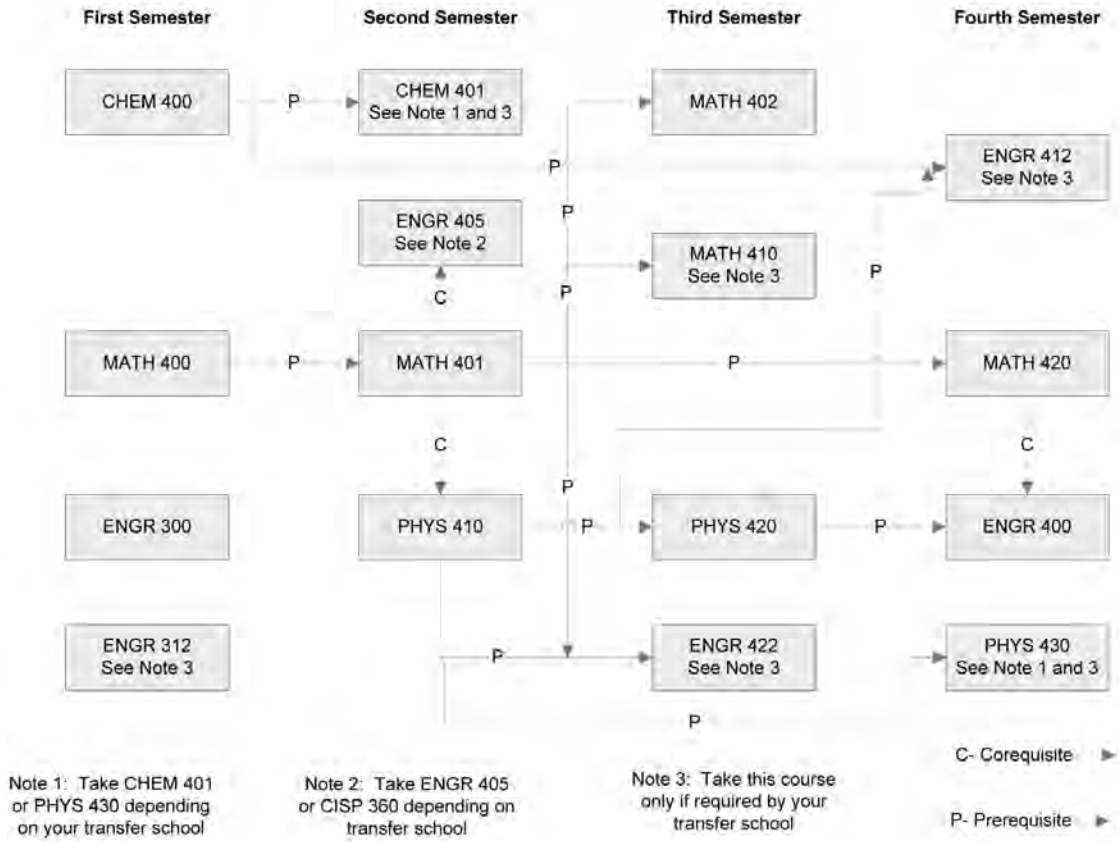 First Semester
Second Semester
Third Semester
Fourth Semester
CHEM 400
P
CHEM 401
See Note 1 and 3
MATH 402
P
ENGR 412
See Note 3
ENGR 405
See Note 2
P
MATH 410
See Note 3
P
C
P
MATH 400
P
MATH 401
P
MATH 420
C
C
P
ENGR 300
PHYS 410
P
PHYS 420
P
ENGR 400
ENGR 312
See Note 3
P
ENGR 422
See Note 3
PHYS 430
See Note 1 and 3
P
Note 1: Take CHEM 401
or PHYS 430 depending
on your transfer school
Note 2: Take ENGR 405
or CISP 360 depending on
transfer school
Note 3: Take this course
only if required by your
transfer school
C- Corequisite
P- Prerequisite